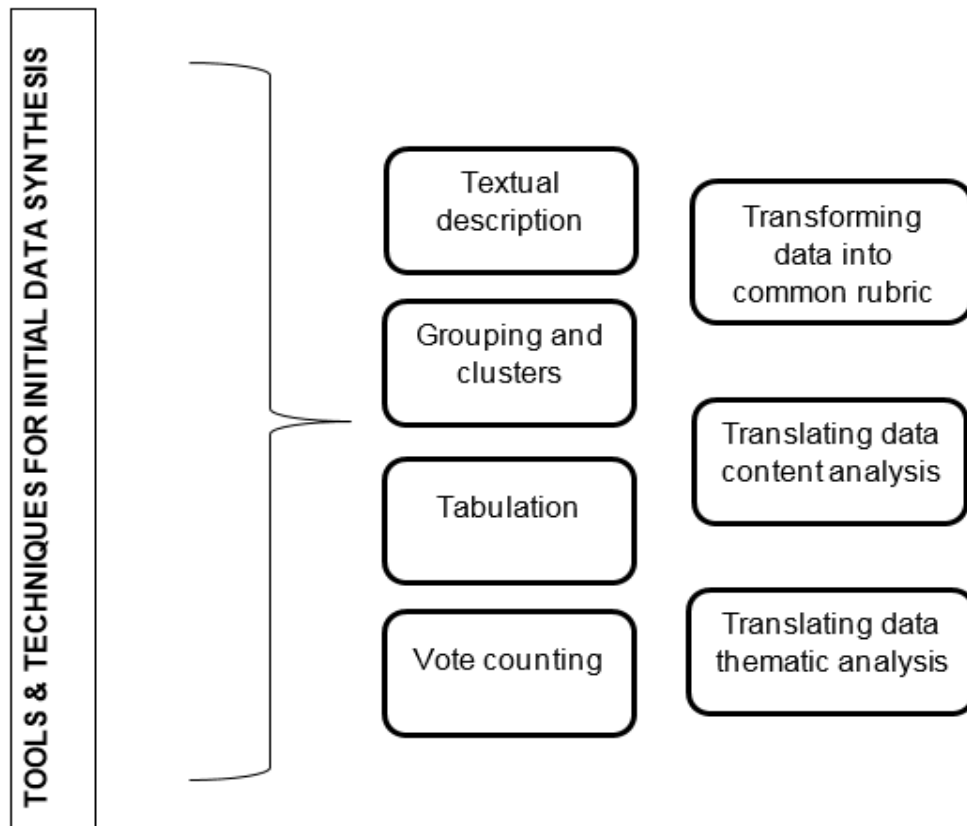 TOOLS & TECHNIQUES FOR INITIAL DATA SYNTHESIS
Textual
description
Grouping and
clusters
Tabulation
Vote counting
Transforming
data into
common rubric
Translating data
content analysis
Translating data
thematic analysis